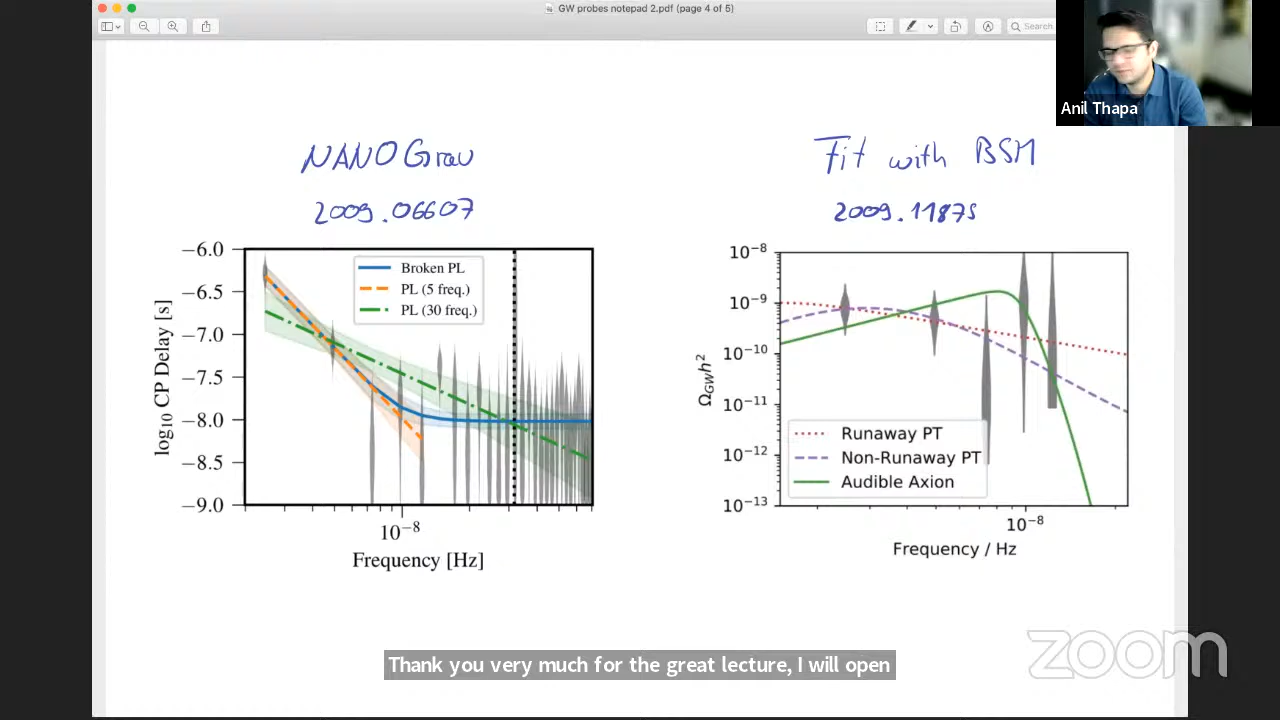 GW probes notepad 2.pdf (page 4 of 5)
Search
Anil Thapa
NANOGrav
2009.06607
−6.0
−6.5
−7.0
−7.5
−8.0
−8.5
−9.0
log10 CP Delay [s]
Broken PL
PL (5 freq.)
PL (30 freq.)
10−8
Frequency [Hz]
Fit with BSM
2009.11875
10−8
10−9
10−10
10−11
10−12
10−13
ΩGWh2
Runaway PT
Non-Runaway PT
Audible Axion
10−8
Frequency / Hz
Thank you very much for the great lecture, I will open
zoom